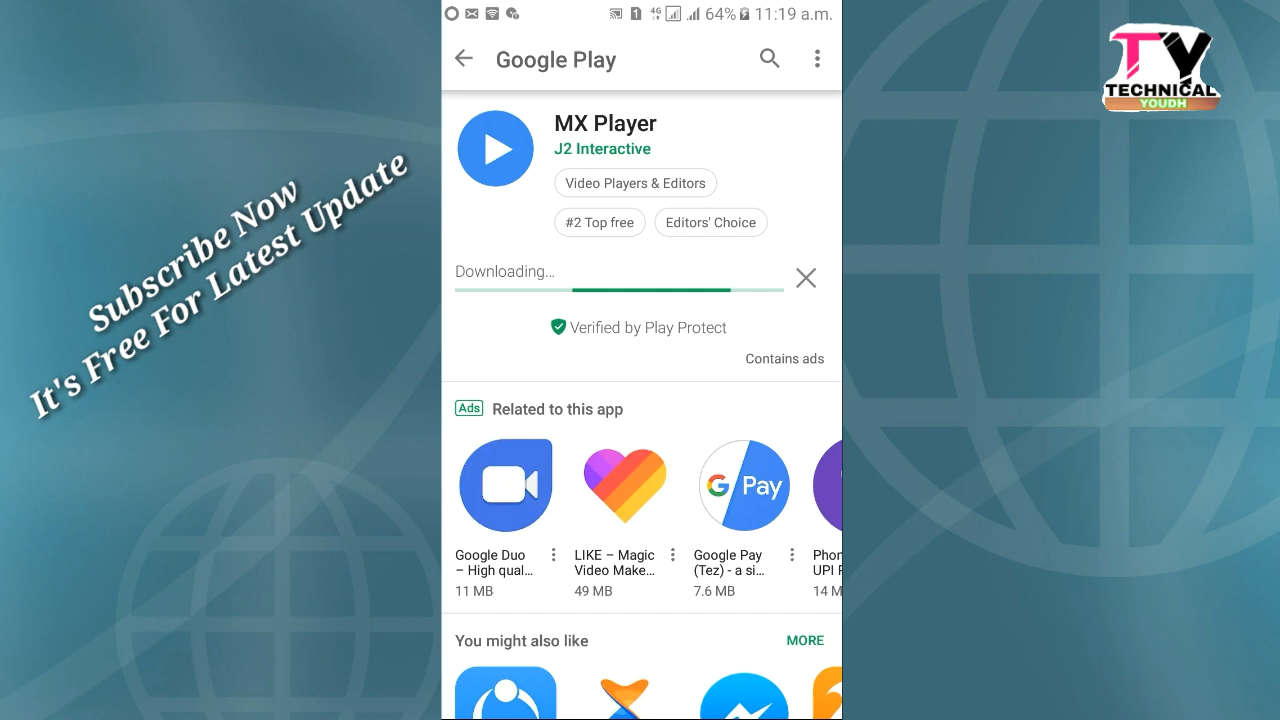 64% 11:19 a.m.
Google Play
MX Player
J2 Interactive
Video Players & Editors
#2 Top free
Editors' Choice
Downloading...
Verified by Play Protect
Contains ads
Ads Related to this app
Google Duo
– High qual...
11 MB
LIKE – Magic
Video Make...
49 MB
Google Pay
(Tez) - a si...
7.6 MB
14 M
G Pay
You might also like
MORE
Subscribe Now
It's Free For Latest Update
TY
TECHNICAL
YOUDH